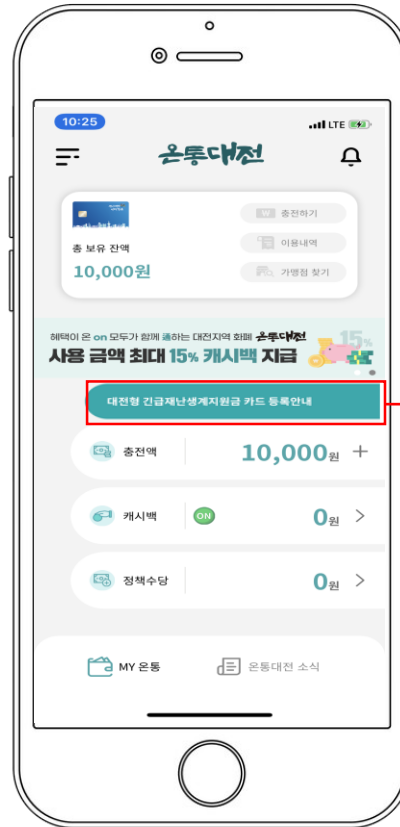 10:25
LTE
온통대전
총 보유 잔액
10,000원
W 충전하기
이용내역
가맹점 찾기
혜택이 온 on 모두가 함께 通하는 대전지역 화폐 온통대전
사용 금액 최대 15% 캐시백 지급
15%
대전형 긴급재난생계지원금 카드 등록안내
충전액 10,000원 +
캐시백 ON 0원 >
정책수당 0원 >
MY 온통
온통대전 소식